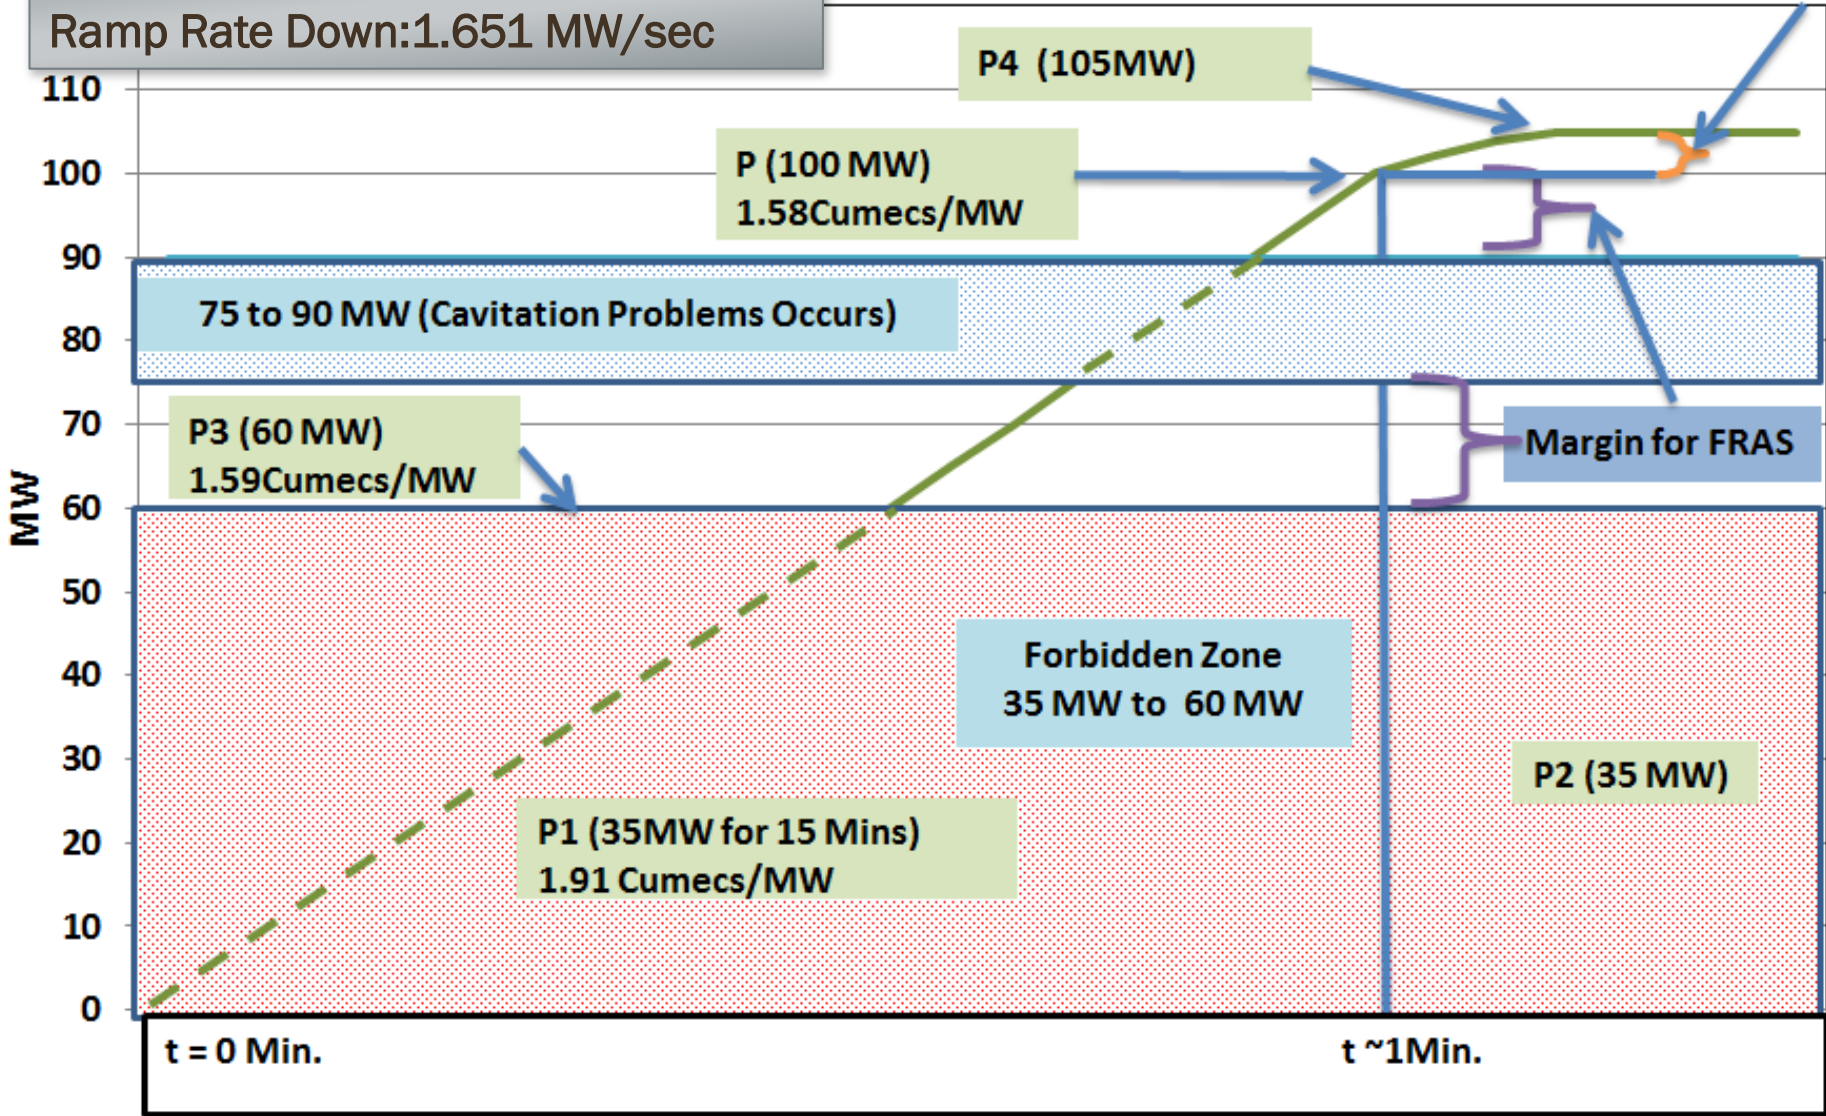 Ramp Rate Down:1.651 MW/sec
P4 (105MW)
110
P (100 MW)
1.58Cumecs/MW
100
90
75 to 90 MW (Cavitation Problems Occurs)
80
70
P3 (60 MW)
1.59Cumecs/MW
Margin for FRAS
MW
60
50
Forbidden Zone
35 MW to 60 MW
40
30
P2 (35 MW)
P1 (35MW for 15 Mins)
1.91 Cumecs/MW
20
10
0
t = 0 Min.
t ~1Min.